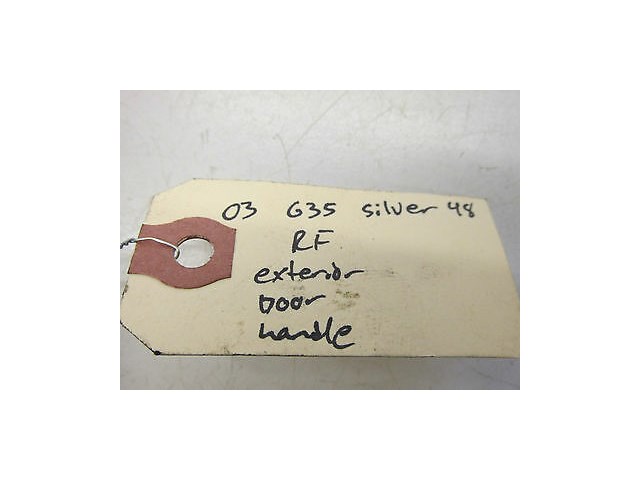 03 G35 silver 48
RF
exterior
Door
handle